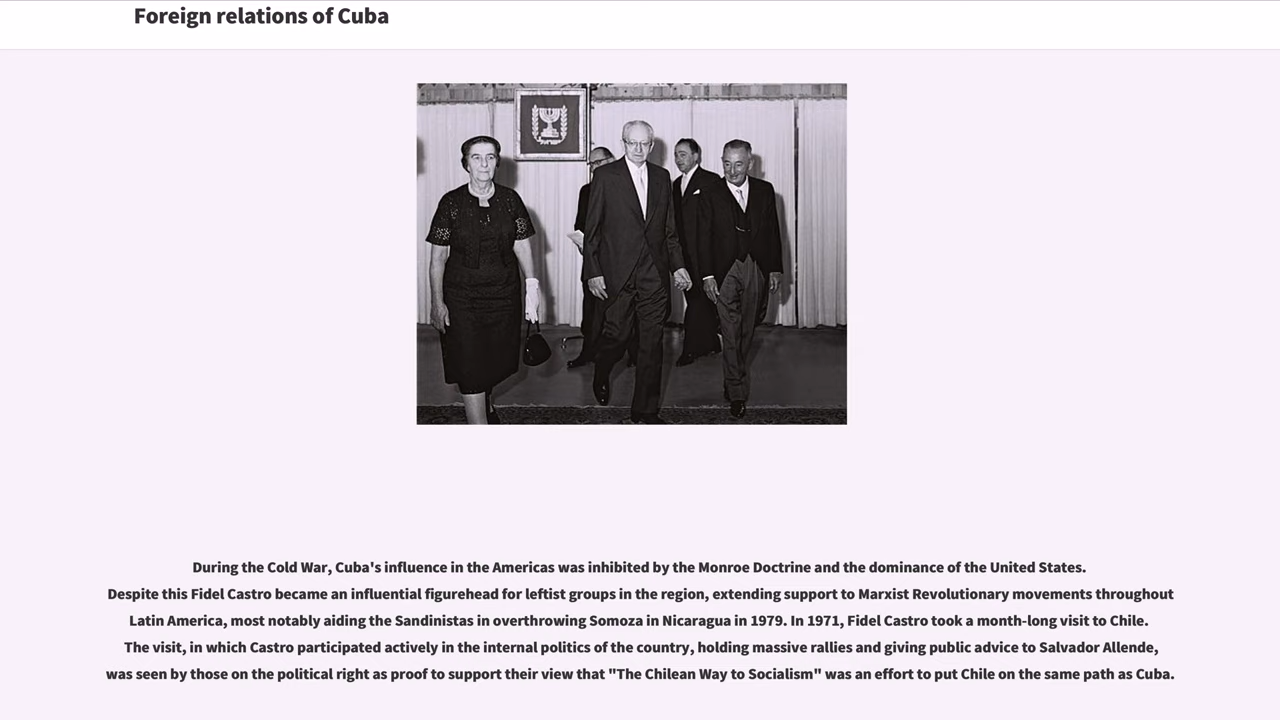 Foreign relations of Cuba
During the Cold War, Cuba's influence in the Americas was inhibited by the Monroe Doctrine and the dominance of the United States.
Despite this Fidel Castro became an influential figurehead for leftist groups in the region, extending support to Marxist Revolutionary movements throughout
Latin America, most notably aiding the Sandinistas in overthrowing Somoza in Nicaragua in 1979. In 1971, Fidel Castro took a month-long visit to Chile.
The visit, in which Castro participated actively in the internal politics of the country, holding massive rallies and giving public advice to Salvador Allende,
was seen by those on the political right as proof to support their view that "The Chilean Way to Socialism" was an effort to put Chile on the same path as Cuba.